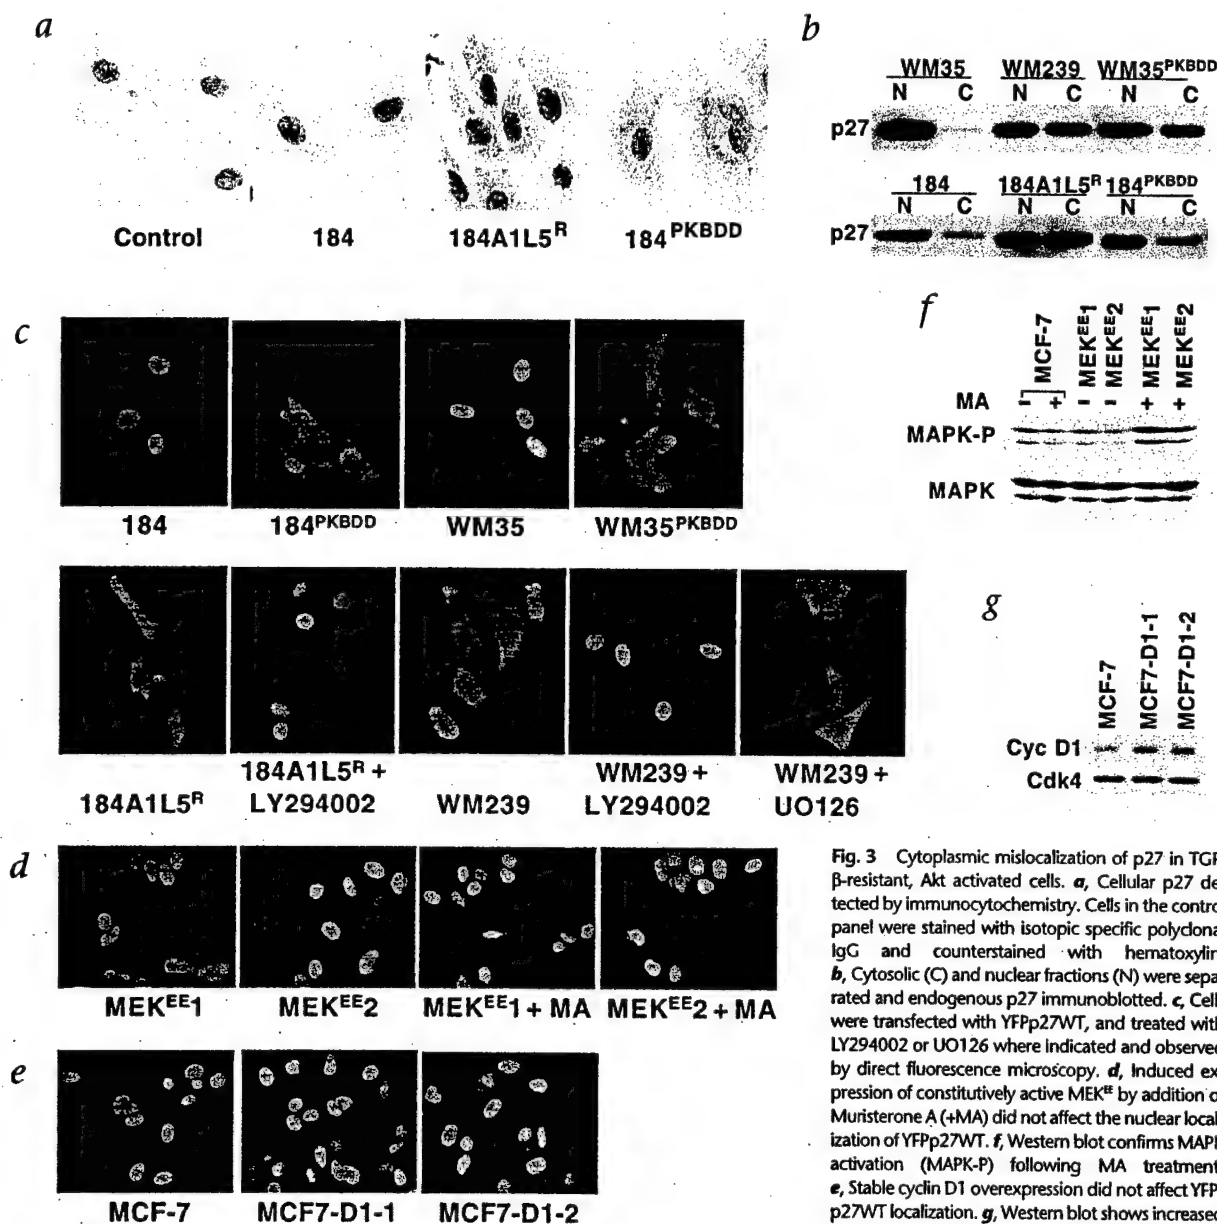 a
Control 184 184A1L5R 184PKBDD
b
WM35 WM239 WM35PKBDD
N C N C N C
p27
184 184A1L5R 184PKBDD
N C N C N C
p27
c
184 184PKBDD WM35 WM35PKBDD
184A1L5R 184A1L5R + LY294002 WM239 WM239 + LY294002 WM239 + UO126
d
MEKEE1 MEKEE2 MEKEE1 + MA MEKEE2 + MA
e
MCF-7 MCF7-D1-1 MCF7-D1-2
f
MCF-7 MEKEE1 MEKEE2 MEKEE1 MEKEE2
MA - + - - + +
MAPK-P
MAPK
g
MCF-7 MCF7-D1-1 MCF7-D1-2
Cyc D1
Cdk4
Fig. 3 Cytoplasmic mislocalization of p27 in TGF
β-resistant, Akt activated cells. a, Cellular p27 de
tected by immunocytochemistry. Cells in the contro
panel were stained with isotopic specific polyclona
IgG and counterstained with hematoxylin
b, Cytosolic (C) and nuclear fractions (N) were sepa
rated and endogenous p27 immunoblotted. c, Cell
were transfected with YFPp27WT, and treated with
LY294002 or UO126 where indicated and observed
by direct fluorescence microscopy. d, Induced ex
pression of constitutively active MEKEE by addition o
Muristerone A (+MA) did not affect the nuclear local
ization of YFPp27WT. f, Western blot confirms MAPK
activation (MAPK-P) following MA treatment
e, Stable cyclin D1 overexpression did not affect YFP
p27WT localization. g, Western blot shows increased